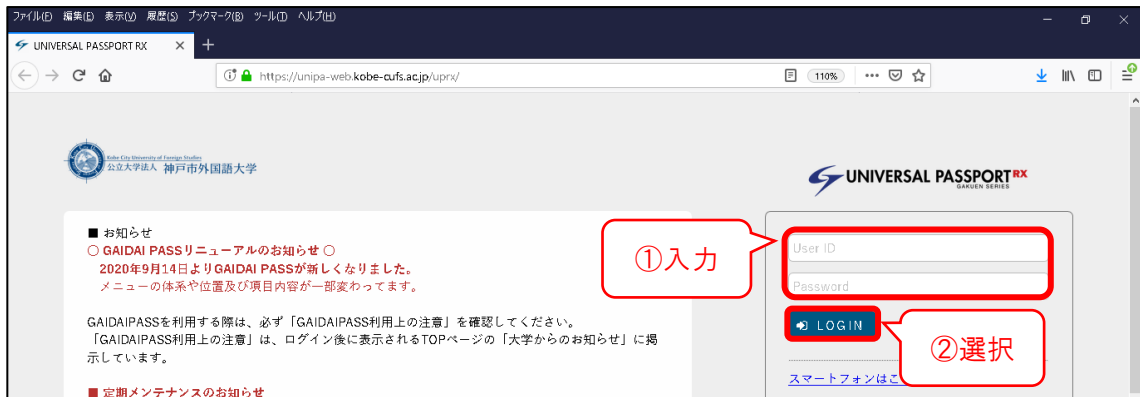 ファイル(F) 編集(E) 表示(V) 履歴(S) ブックマーク(B) ツール(T) ヘルプ(H)
UNIVERSAL PASSPORT RX
https://unipa-web.kobe-cufs.ac.jp/uprx/
110%
Kobe City University of Foreign Studies
公立大学法人 神戸市外国語大学
UNIVERSAL PASSPORT RX
GAKUEN SERIES
■ お知らせ
○ GAIDAI PASSリニューアルのお知らせ ○
2020年9月14日よりGAIDAI PASSが新しくなりました。
メニューの体系や位置及び項目内容が一部変わってます。
GAIDAIPASSを利用する際は、必ず「GAIDAIPASS利用上の注意」を確認してください。
「GAIDAIPASS利用上の注意」は、ログイン後に表示されるTOPページの「大学からのお知らせ」に掲
示しています。
■ 定期メンテナンスのお知らせ
①入力
User ID
Password
LOGIN
②選択
スマートフォンはこ